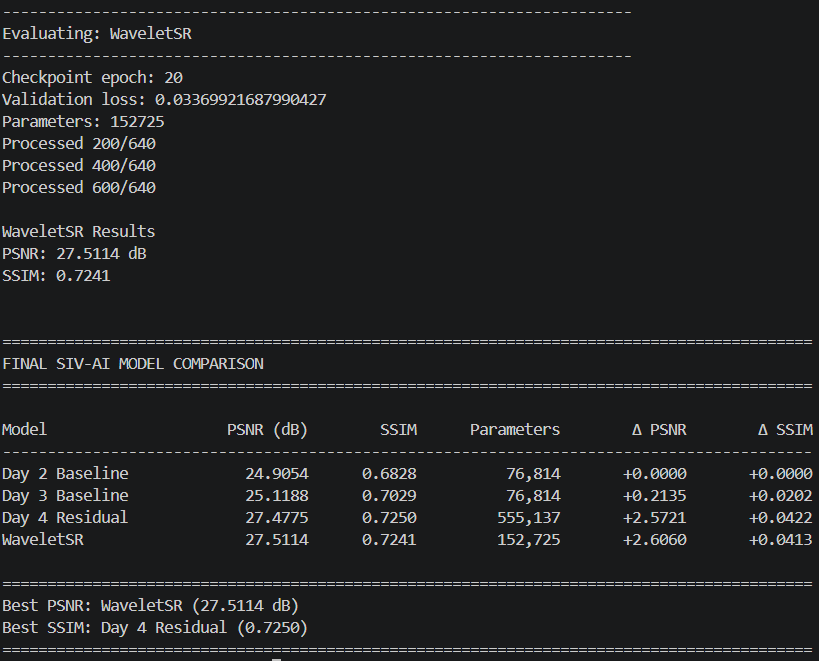 ----------------------------------------------------------------------
Evaluating: WaveletSR
----------------------------------------------------------------------
Checkpoint epoch: 20
Validation loss: 0.03369921687990427
Parameters: 152725
Processed 200/640
Processed 400/640
Processed 600/640
WaveletSR Results
PSNR: 27.5114 dB
SSIM: 0.7241
==========================================================================================
FINAL SIV-AI MODEL COMPARISON
==========================================================================================
Model PSNR (dB) SSIM Parameters Δ PSNR Δ SSIM
------------------------------------------------------------------------------------------
Day 2 Baseline 24.9054 0.6828 76,814 +0.0000 +0.0000
Day 3 Baseline 25.1188 0.7029 76,814 +0.2135 +0.0202
Day 4 Residual 27.4775 0.7250 555,137 +2.5721 +0.0422
WaveletSR 27.5114 0.7241 152,725 +2.6060 +0.0413
==========================================================================================
Best PSNR: WaveletSR (27.5114 dB)
Best SSIM: Day 4 Residual (0.7250)
==========================================================================================